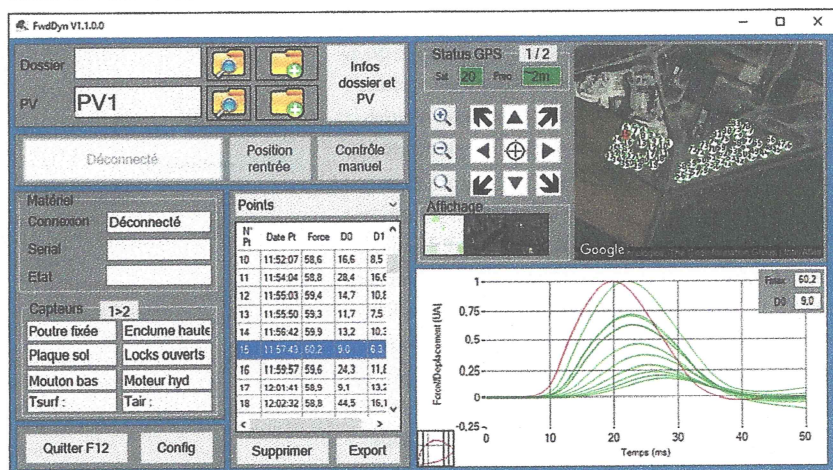 FwdDyn V1.1.0.0
Dossier
Infos dossier et PV
PV PV1
Déconnecté
Position rentrée
Contrôle manuel
Matériel
Connexion Déconnecté
Serial
Etat
Capteurs 1>2
Poutre fixée Enclume haute
Plaque sol Locks ouverts
Mouton bas Moteur hyd
Tsurf : Tair :
Quitter F12 Config
Points
N° Pt Date Pt Force D0 D1
10 11:52:07 58,6 16,6 8,5
11 11:54:04 58,8 28,4 16,6
12 11:55:03 59,4 14,7 10,8
13 11:55:50 59,3 11,7 7,5
14 11:56:42 59,9 13,2 10,3
15 11:57:43 60,2 9,0 6,3
16 11:59:57 59,6 24,3 11,8
17 12:01:41 58,9 9,1 13,2
18 12:02:32 58,8 44,5 16,1
Supprimer Export
Status GPS 1/2
Sat 20 Prec ~2m
Affichage
Google
Fmax 60,2
D0 9,0
Force/Deplacement [UA]
1
0,75
0,5
0,25
0
-0,25
0 10 20 30 40 50
Temps (ms)